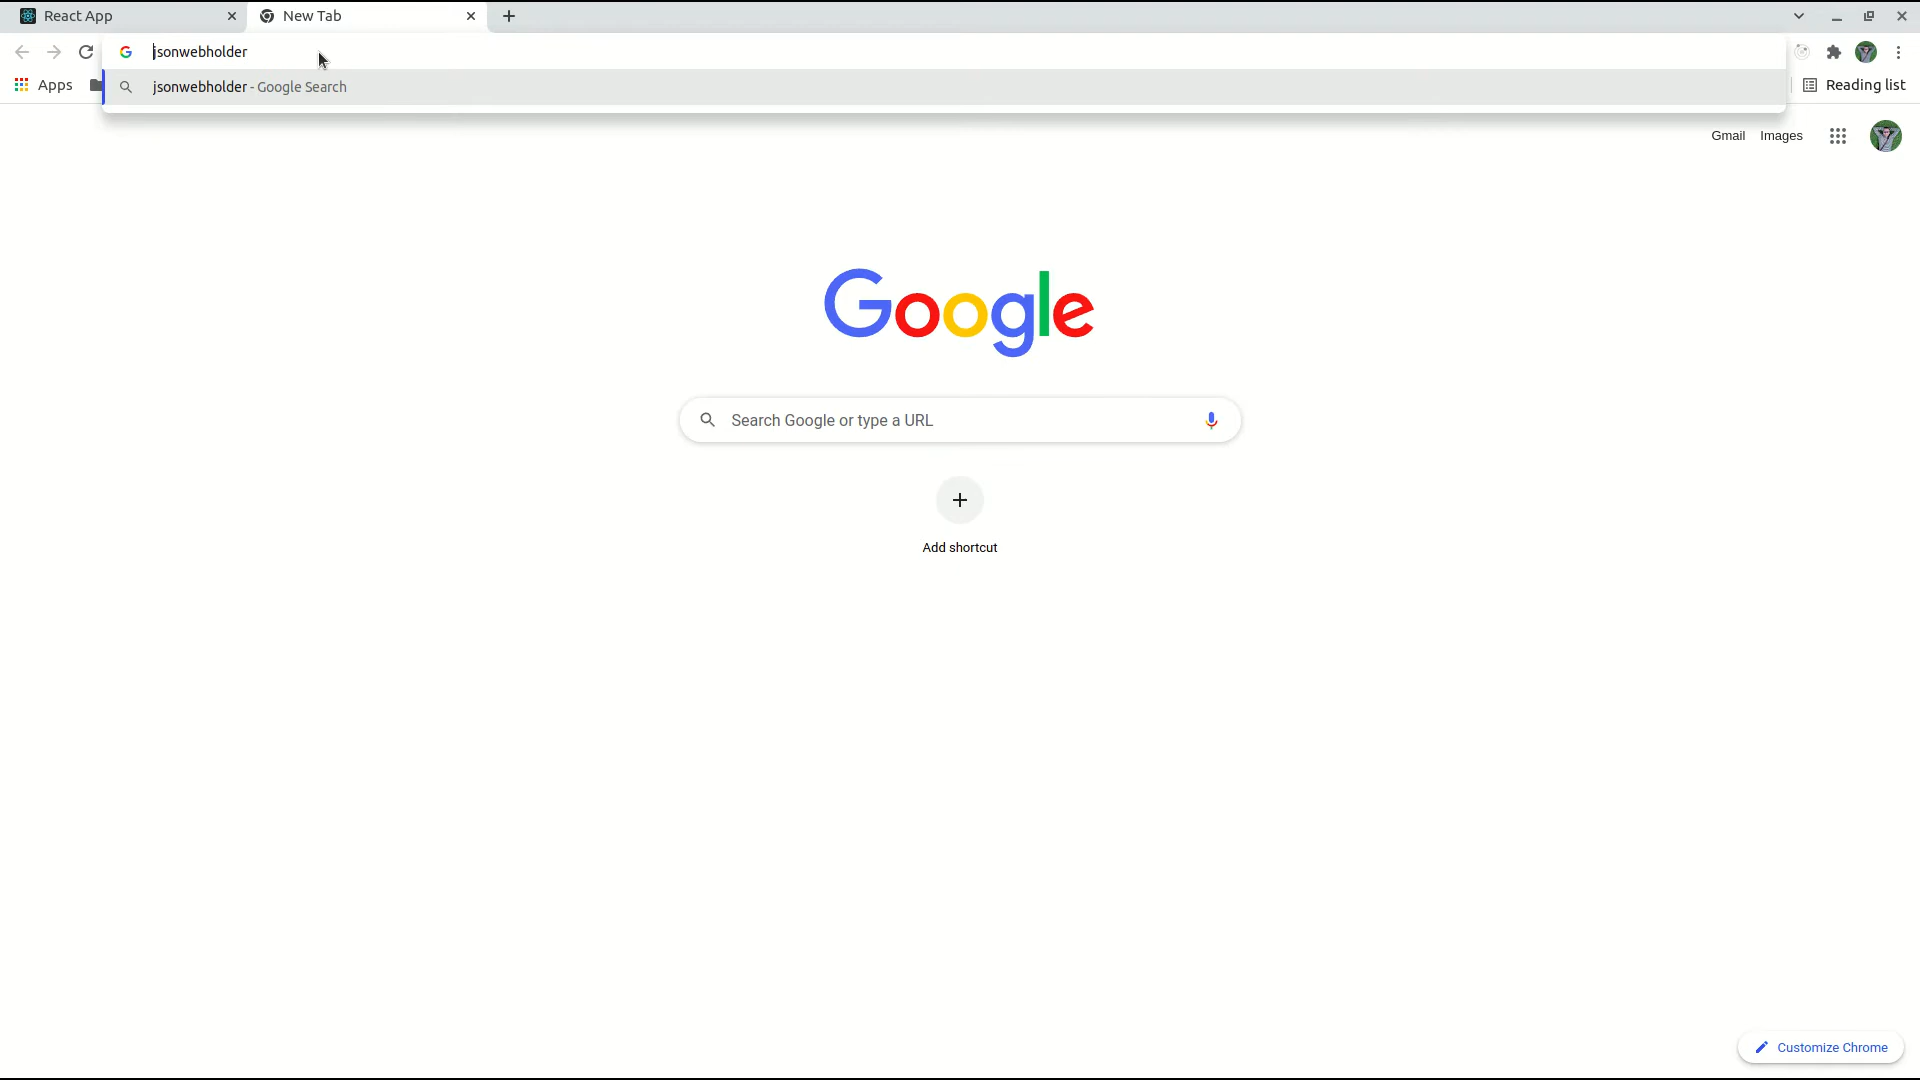 React App
New Tab
jsonwebholder
Apps
jsonwebholder - Google Search
Reading list
Gmail
Images
Google
Search Google or type a URL
Add shortcut
Customize Chrome